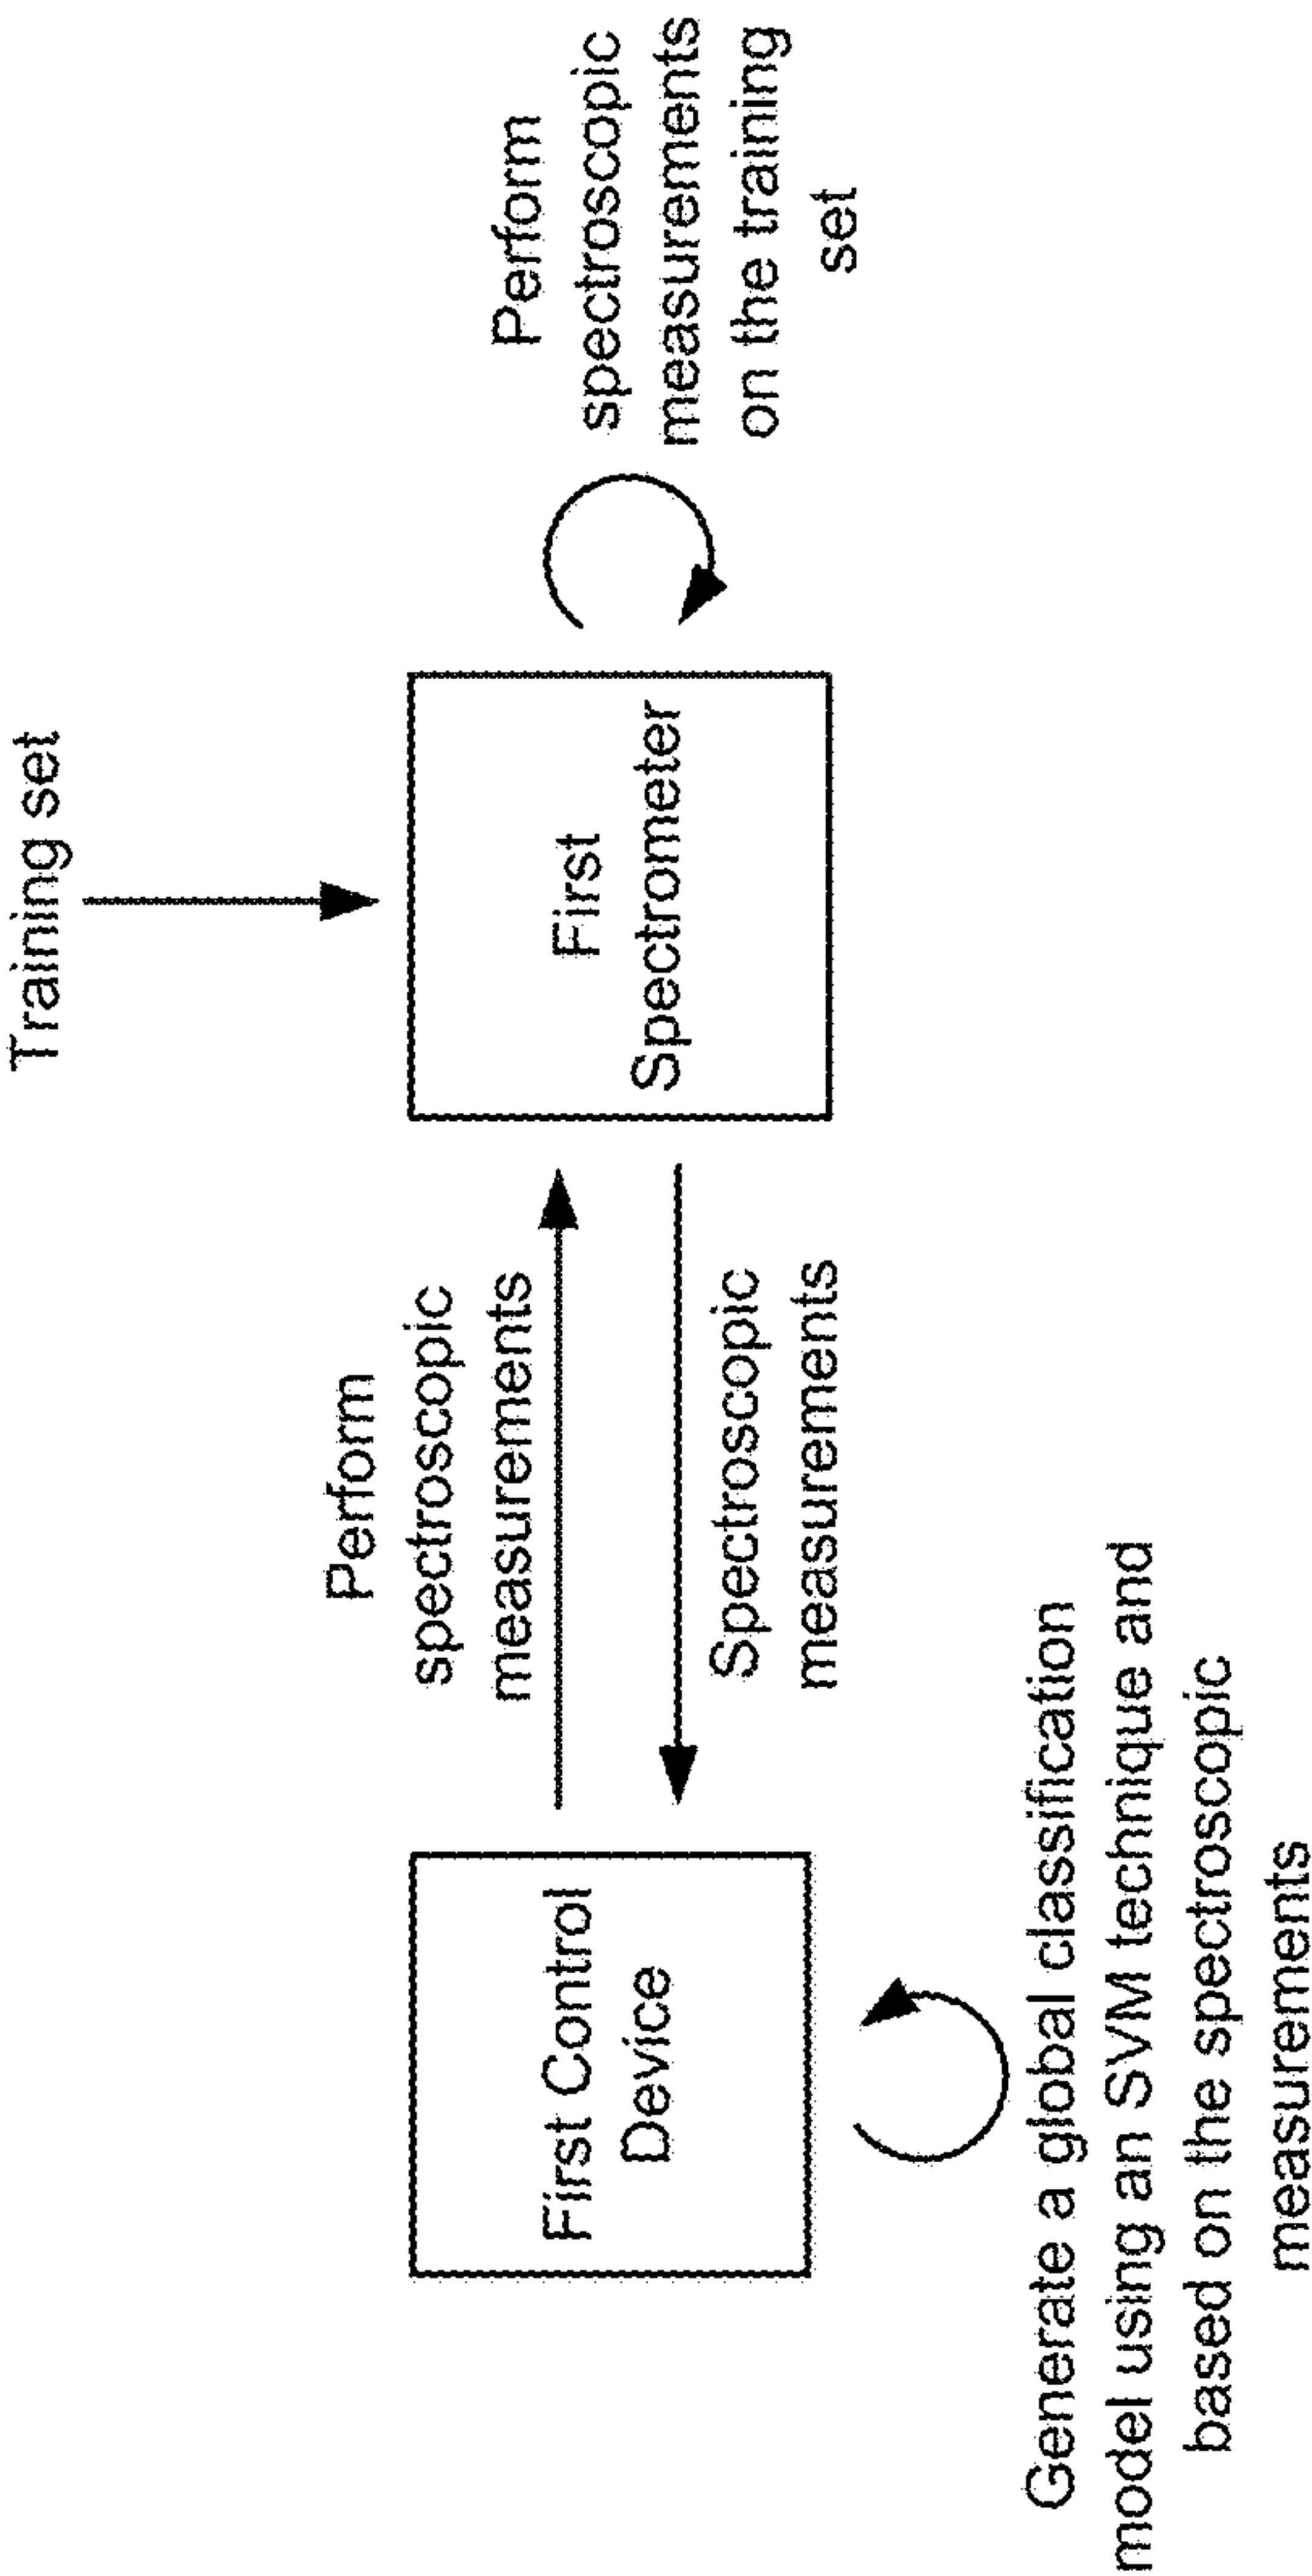 Training set
Perform
spectroscopic
measurements
First Control
Device
First
Spectrometer
Perform
spectroscopic
measurements
on the training
set
Spectroscopic
measurements
Generate a global classification
model using an SVM technique and
based on the spectroscopic
measurements